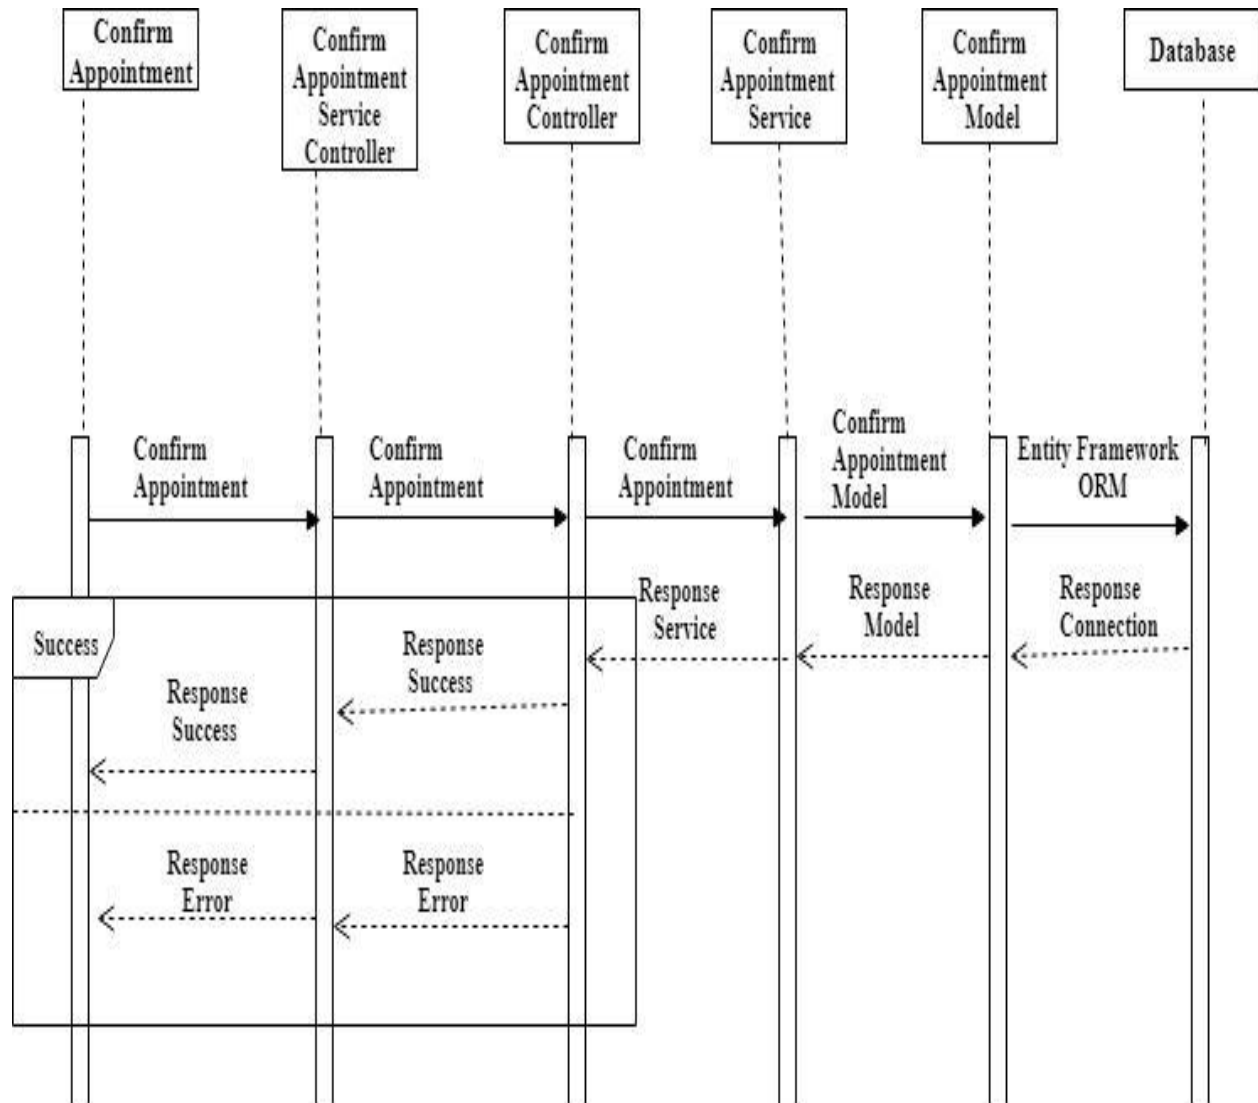 Confirm
Appointment
Confirm
Appointment
Service
Controller
Confirm
Appointment
Controller
Confirm
Appointment
Service
Confirm
Appointment
Model
Database
Confirm
Appointment
Confirm
Appointment
Confirm
Appointment
Confirm
Appointment
Model
Entity Framework
ORM
Response
Service
Response
Model
Response
Connection
Success
Response
Success
Response
Success
Response
Error
Response
Error